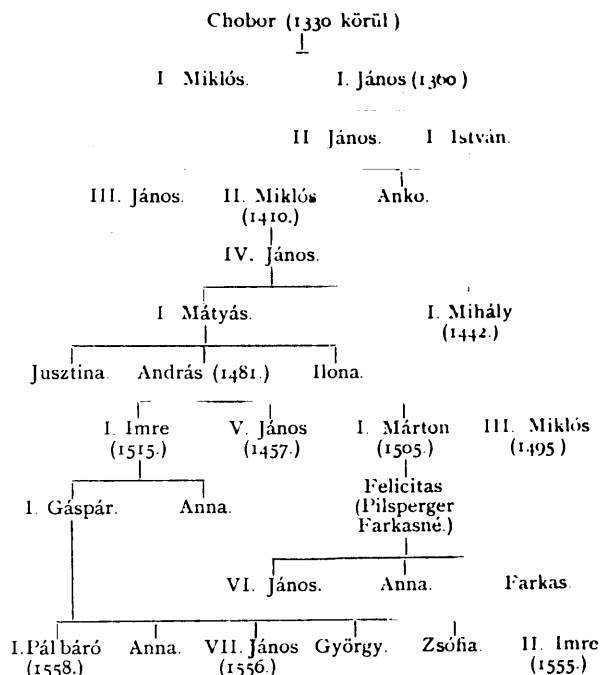 Chobor (1330 körül)
I Miklós. I. János (1360)
II János. I István.
III. János. II. Miklós Anko.
(1410.)
IV. János.
I Mátyás. I. Mihály
(1442.)
Jusztina. András (1481.) Ilona.
I. Imre V. János I. Márton III. Miklós
(1515.) (1457.) (1505.) (1495)
Felicitas
I. Gáspár. Anna. (Pilsperger
Farkasné.)
VI. János. Anna. Farkas.
I. Pál báró Anna. VII. János György. Zsófia. II. Imre
(1558.) (1556.) (1555.)